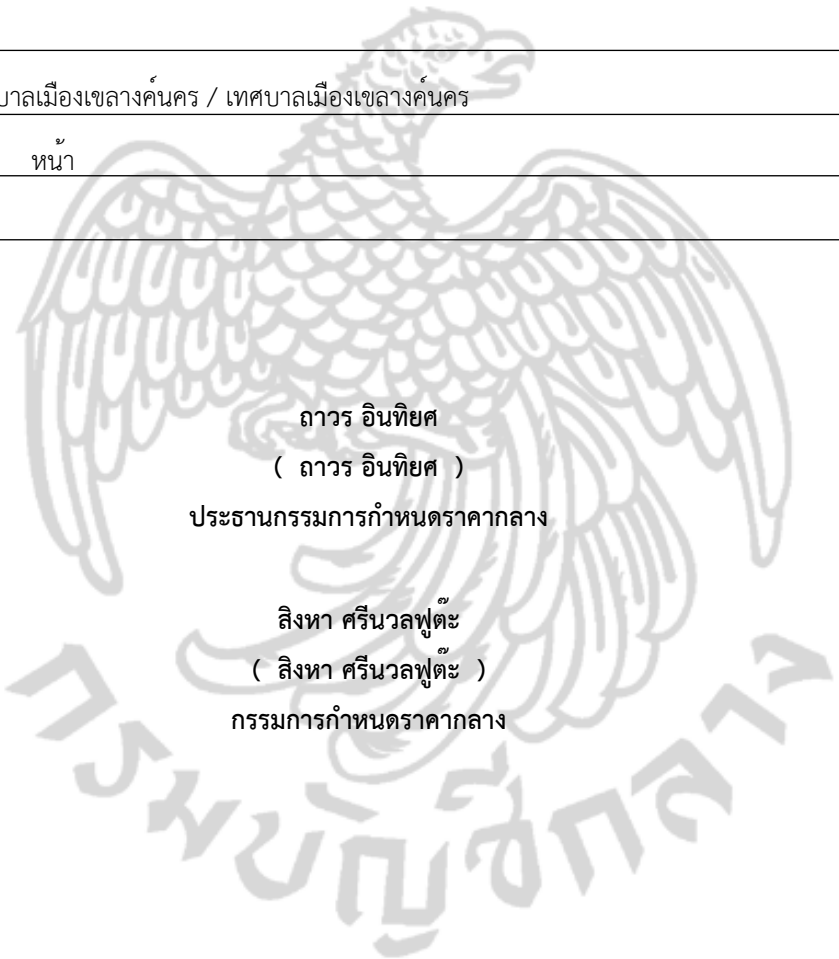 บาลเมืองเขลางค์นคร / เทศบาลเมืองเขลางค์นคร
หน้า
ถาวร อินทิยศ
( ถาวร อินทิยศ )
ประธานกรรมการกำหนดราคากลาง
สิงหา ศรีนวลฟูต๊ะ
( สิงหา ศรีนวลฟูต๊ะ )
กรรมการกำหนดราคากลาง
กรมบัญชีกลาง